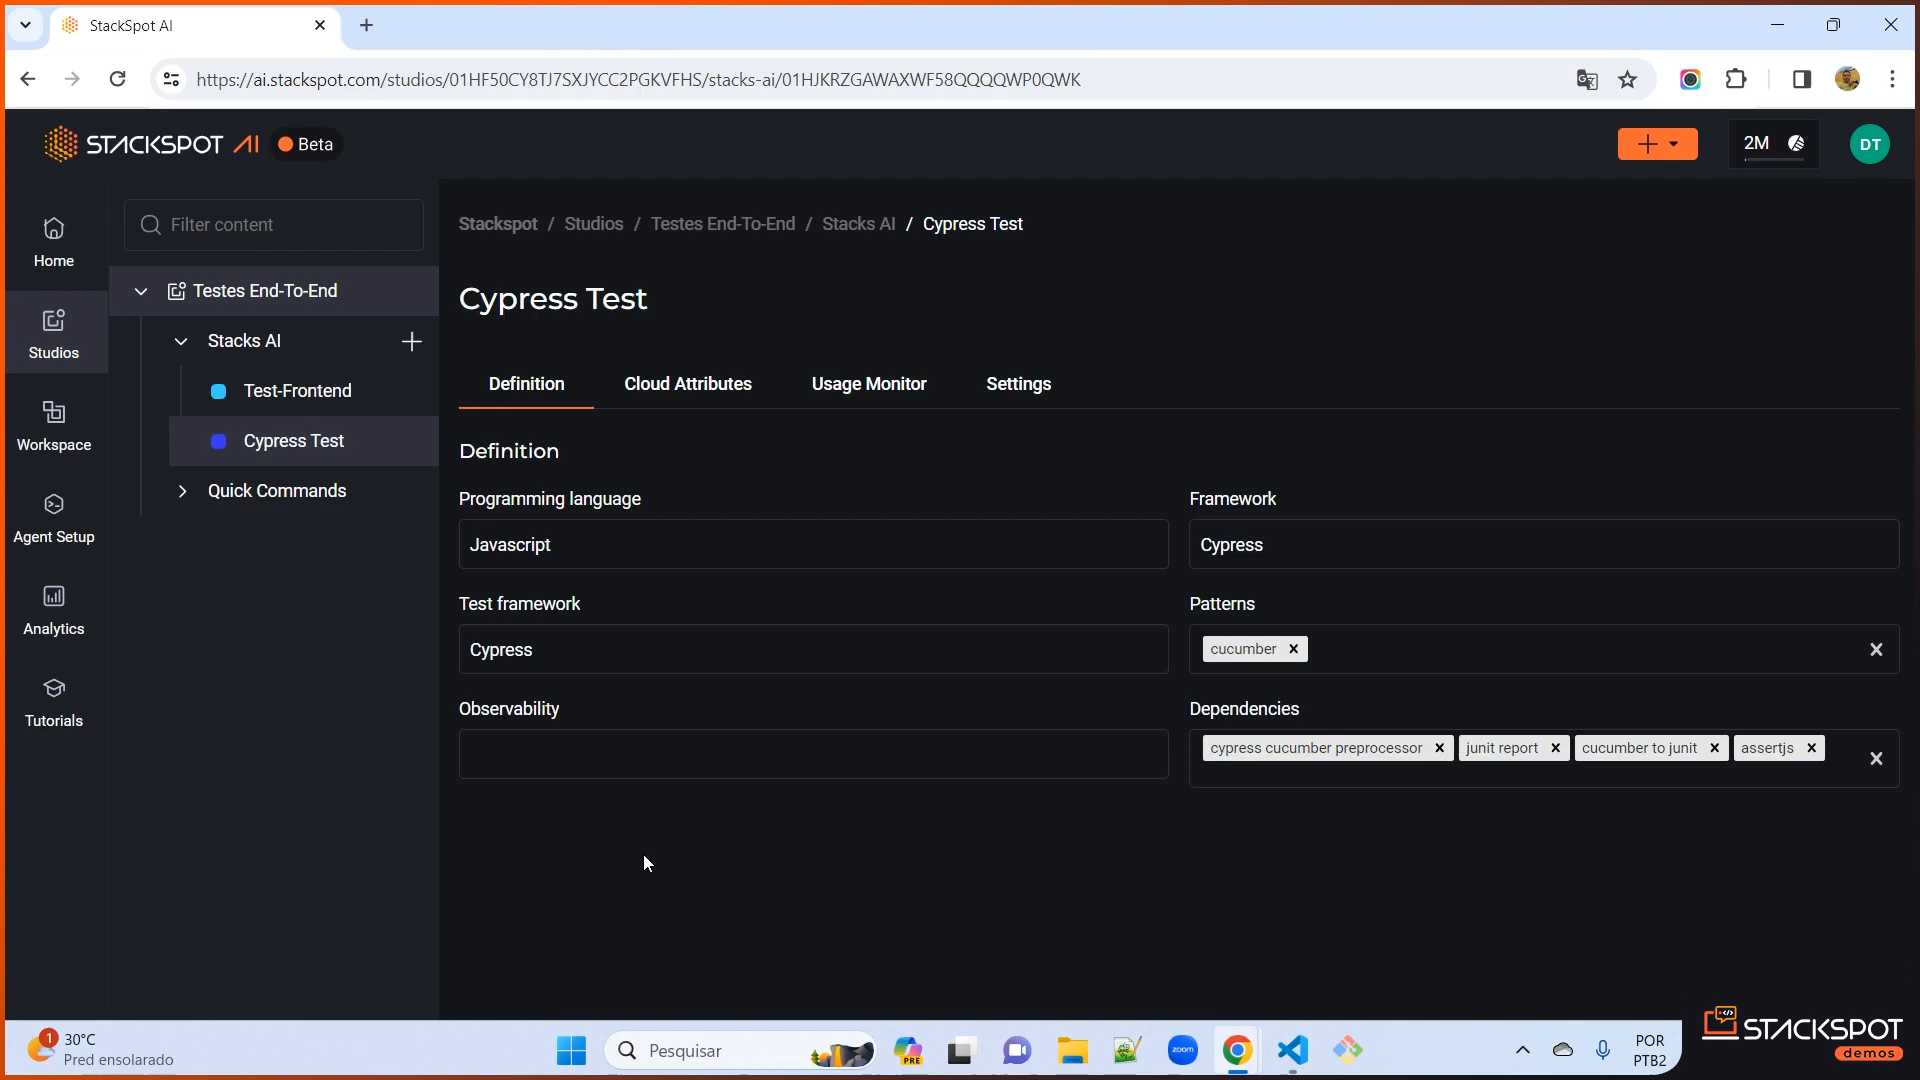 StackSpot AI
https://ai.stackspot.com/studios/01HF50CY8TJ7SXJYCC2PGKVFHS/stacks-ai/01HJKRZGAWAXWF58QQQQWP0QWK
STACKSPOT AI Beta
2M
DT
Home
Studios
Workspace
Agent Setup
Analytics
Tutorials
Filter content
Testes End-To-End
Stacks AI
Test-Frontend
Cypress Test
Quick Commands
Stackspot / Studios / Testes End-To-End / Stacks AI / Cypress Test
Cypress Test
Definition Cloud Attributes Usage Monitor Settings
Definition
Programming language
Javascript
Framework
Cypress
Test framework
Cypress
Patterns
cucumber
Observability
Dependencies
cypress cucumber preprocessor junit report cucumber to junit assertjs
1
30°C
Pred ensolarado
Pesquisar
PRE
zoom
POR
PTB2
STACKSPOT
demos